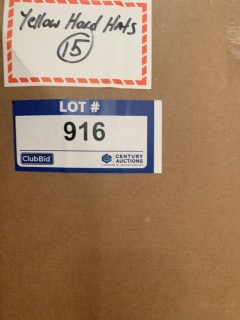 Yellow Hard Hats
15
LOT #
916
ClubBid
CENTURY
AUCTIONS